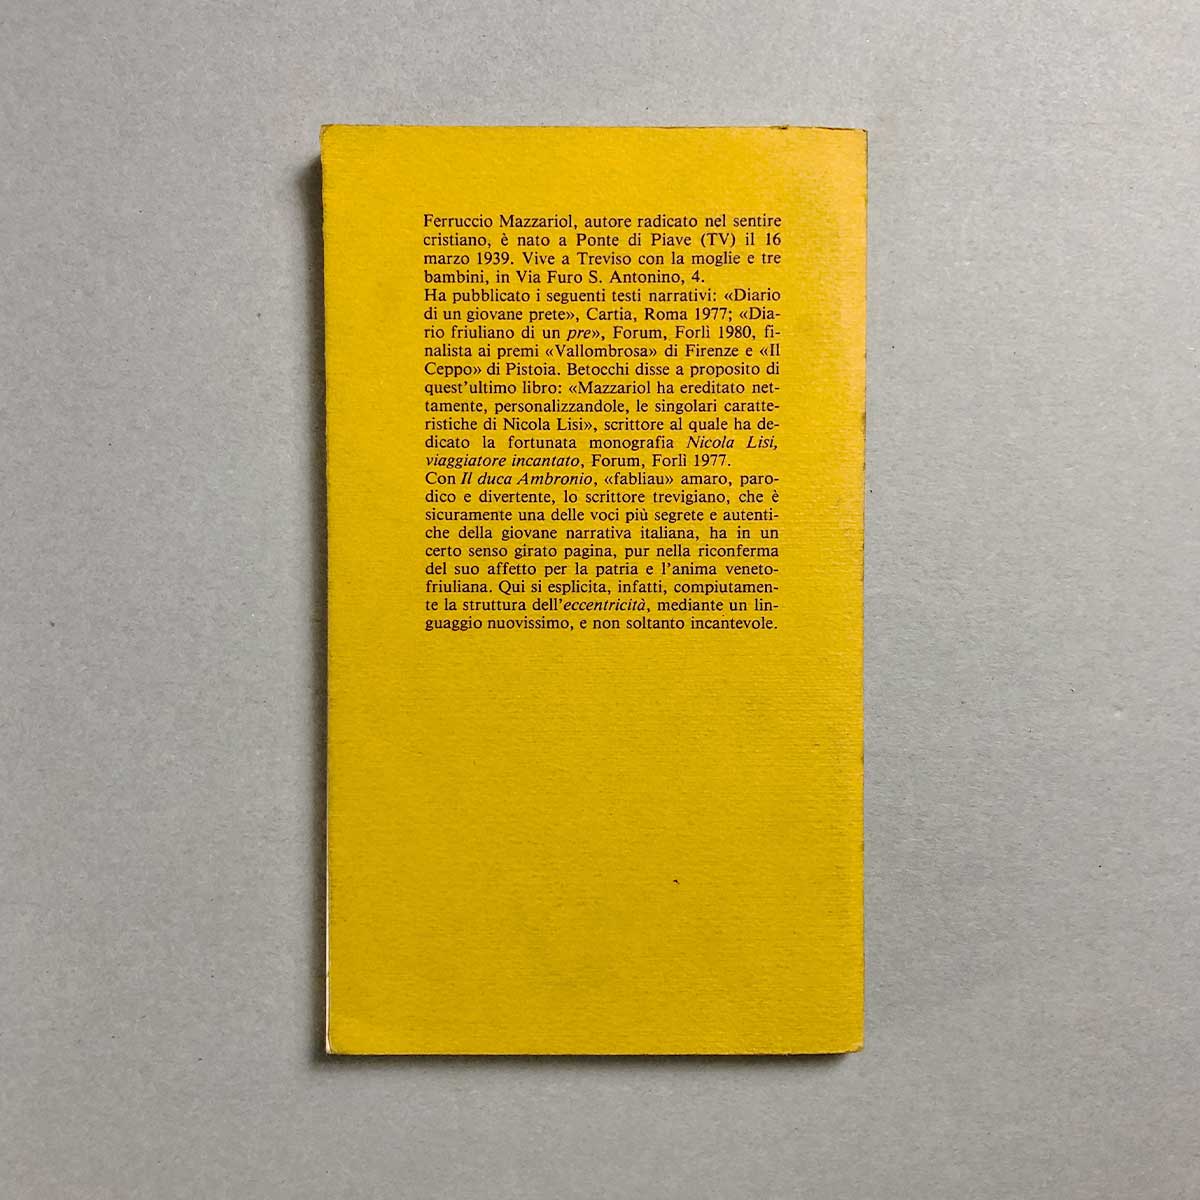 Ferruccio Mazzariol, autore radicato nel sentire
cristiano, è nato a Ponte di Piave (TV) il 16
marzo 1939. Vive a Treviso con la moglie e tre
bambini, in Via Furo S. Antonino, 4.
Ha pubblicato i seguenti testi narrativi: «Diario
di un giovane prete», Cartia, Roma 1977; «Dia-
rio friuliano di un pre», Forum, Forlì 1980, fi-
nalista ai premi «Vallombrosa» di Firenze e «Il
Ceppo» di Pistoia. Betocchi disse a proposito di
quest'ultimo libro: «Mazzariol ha ereditato net-
tamente, personalizzandole, le singolari caratte-
ristiche di Nicola Lisi», scrittore al quale ha de-
dicato la fortunata monografia Nicola Lisi,
viaggiatore incantato, Forum, Forlì 1977.
Con Il duca Ambronio, «fabliau» amaro, paro-
dico e divertente, lo scrittore trevigiano, che è
sicuramente una delle voci più segrete e autenti-
che della giovane narrativa italiana, ha in un
certo senso girato pagina, pur nella riconferma
del suo affetto per la patria e l'anima veneto-
friuliana. Qui si esplicita, infatti, compiutamen-
te la struttura dell'eccentricità, mediante un lin-
guaggio nuovissimo, e non soltanto incantevole.